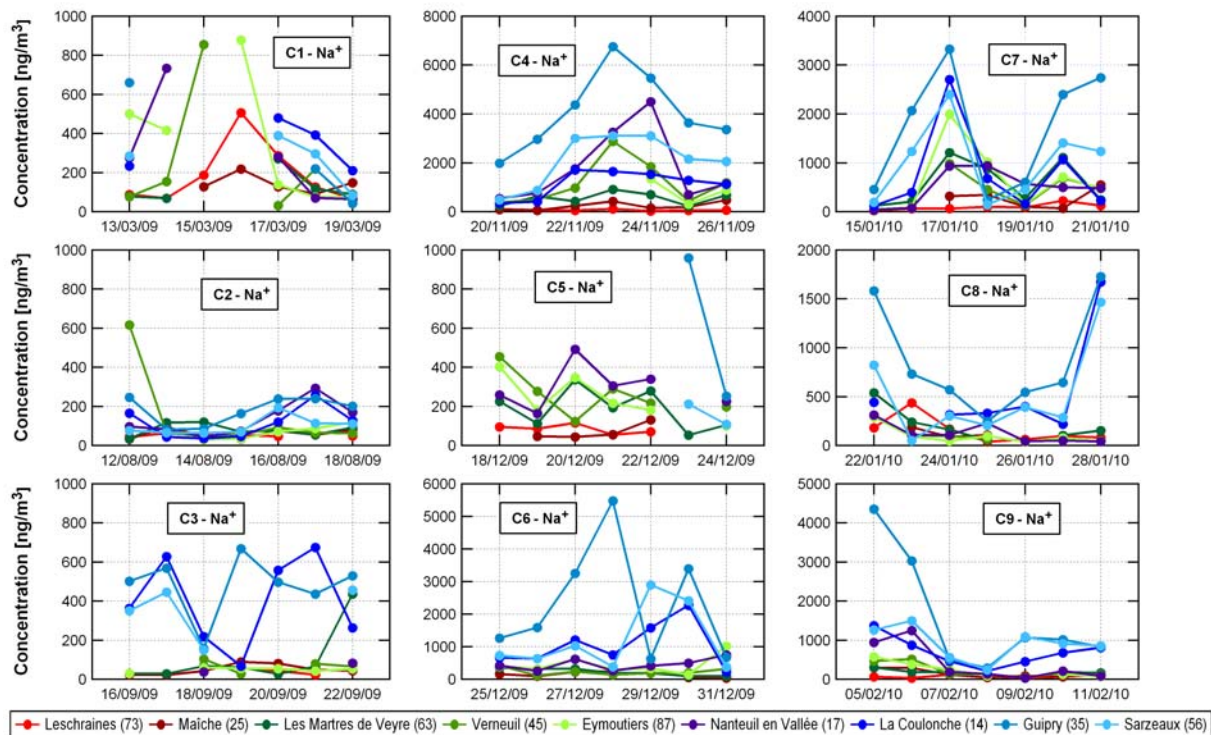 Concentration [ng/m³]
1000
800
600
400
200
0
C1 - Na⁺
13/03/09 15/03/09 17/03/09 19/03/09
8000
6000
4000
2000
0
C4 - Na⁺
20/11/09 22/11/09 24/11/09 26/11/09
4000
3000
2000
1000
0
C7 - Na⁺
15/01/10 17/01/10 19/01/10 21/01/10
Concentration [ng/m³]
1000
800
600
400
200
0
C2 - Na⁺
12/08/09 14/08/09 16/08/09 18/08/09
1000
800
600
400
200
0
C5 - Na⁺
18/12/09 20/12/09 22/12/09 24/12/09
2000
1500
1000
500
0
C8 - Na⁺
22/01/10 24/01/10 26/01/10 28/01/10
Concentration [ng/m³]
1000
800
600
400
200
0
C3 - Na⁺
16/09/09 18/09/09 20/09/09 22/09/09
6000
5000
4000
3000
2000
1000
0
C6 - Na⁺
25/12/09 27/12/09 29/12/09 31/12/09
5000
4000
3000
2000
1000
0
C9 - Na⁺
05/02/10 07/02/10 09/02/10 11/02/10
Leschraines (73) Maîche (25) Les Martres de Veyre (63) Verneuil (45) Eymoutiers (87) Nanteuil en Vallée (17) La Coulonche (14) Guipry (35) Sarzeaux (56)